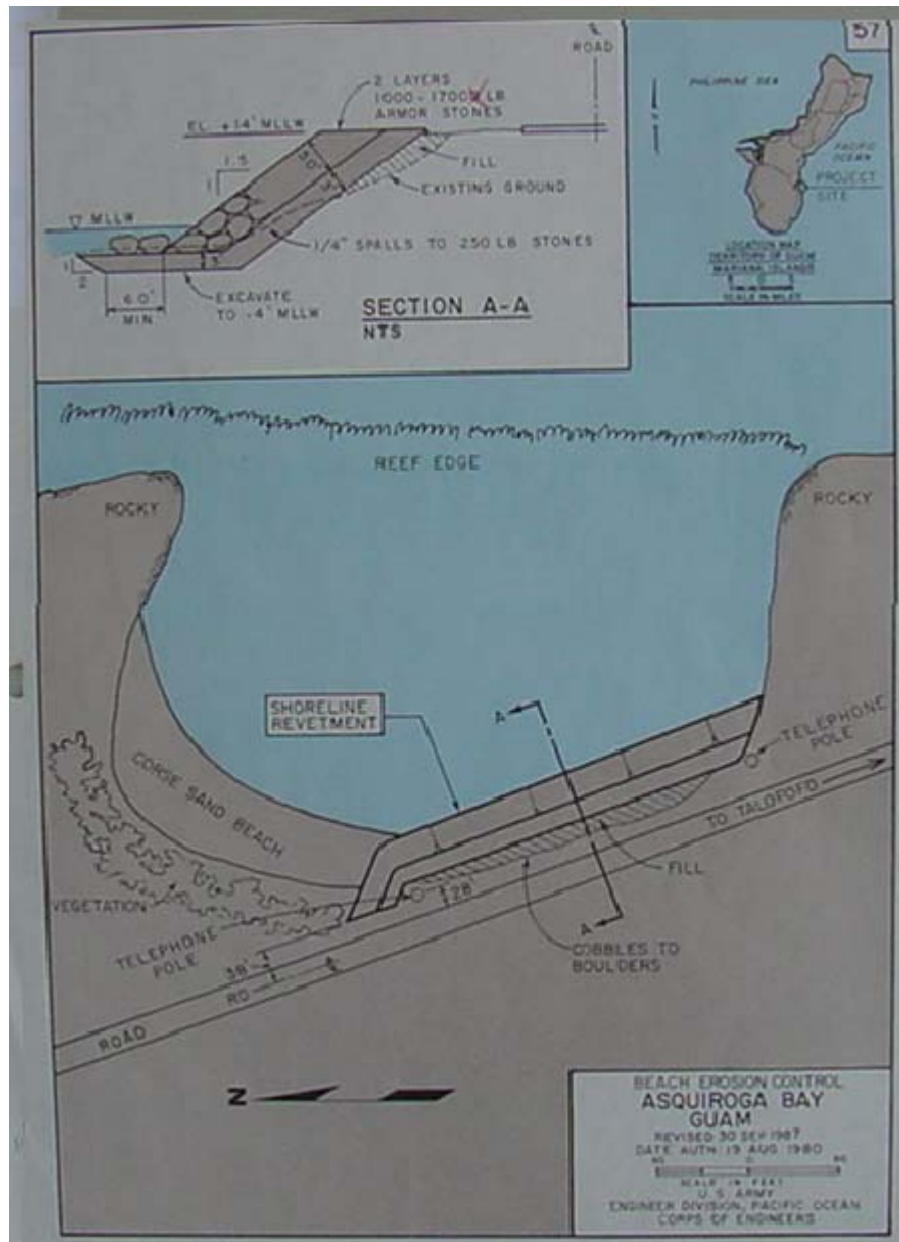 57
℄
ROAD
2 LAYERS
1000 - 1700 LB
ARMOR STONES
EL. +14' MLLW
1.5
1
FILL
EXISTING GROUND
MLLW
1/4" SPALLS TO 250 LB STONES
1
2
6.0'
MIN
EXCAVATE
TO -4' MLLW
SECTION A-A
NTS
PHILIPPINE SEA
PACIFIC
OCEAN
PROJECT
SITE
LOCATION MAP
TERRITORY OF GUAM
MARIANA ISLANDS
SCALE IN MILES
REEF EDGE
ROCKY
ROCKY
SHORELINE
REVETMENT
A
TELEPHONE
POLE
CORSE SAND BEACH
TO TALOFOFO
FILL
VEGETATION
28
A
TELEPHONE
POLE
COBBLES TO
BOULDERS
38'
RD
ROAD
N
BEACH EROSION CONTROL
ASQUIROGA BAY
GUAM
REVISED: 30 SEP 1987
DATE AUTH: 19 AUG 1980
0
SCALE IN FEET
U.S. ARMY
ENGINEER DIVISION, PACIFIC OCEAN
CORPS OF ENGINEERS